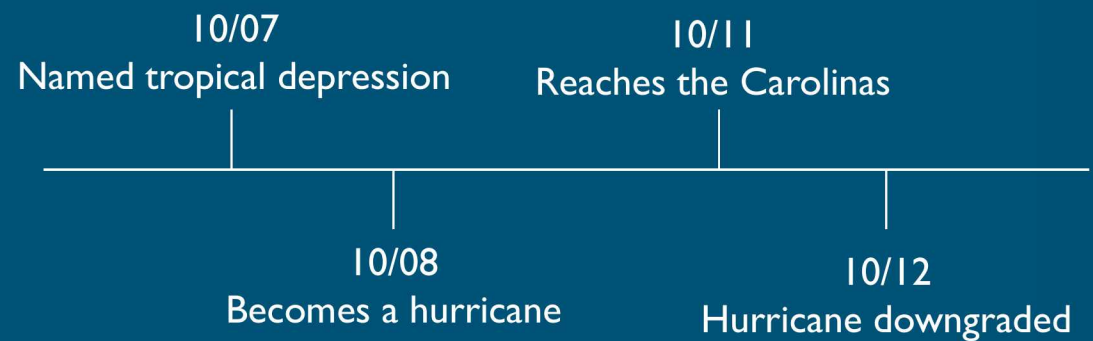 10/07
Named tropical depression
10/11
Reaches the Carolinas
10/08
Becomes a hurricane
10/12
Hurricane downgraded